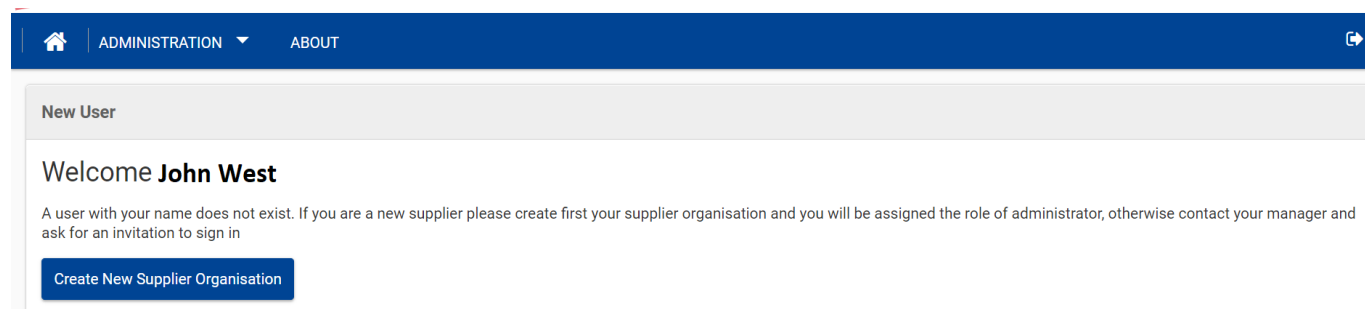 ADMINISTRATION ABOUT
New User
Welcome John West
A user with your name does not exist. If you are a new supplier please create first your supplier organisation and you will be assigned the role of administrator, otherwise contact your manager and
ask for an invitation to sign in
Create New Supplier Organisation